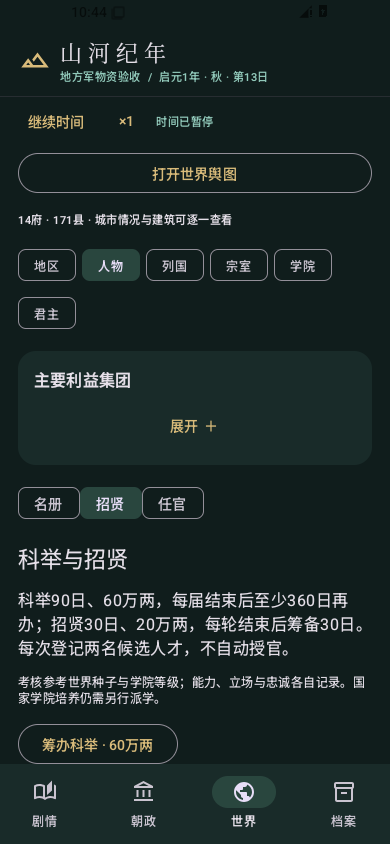 10:44
山河纪年
地方军物资验收 / 启元1年 · 秋 · 第13日
继续时间 ×1 时间已暂停
打开世界舆图
14府 · 171县 · 城市情况与建筑可逐一查看
地区 人物 列国 宗室 学院
君主
主要利益集团
展开 ＋
名册 招贤 任官
科举与招贤
科举90日、60万两，每届结束后至少360日再
办；招贤30日、20万两，每轮结束后筹备30日。
每次登记两名候选人才，不自动授官。
考核参考世界种子与学院等级；能力、立场与忠诚各自记录。国
家学院培养仍需另行派学。
筹办科举 · 60万两
剧情 朝政 世界 档案